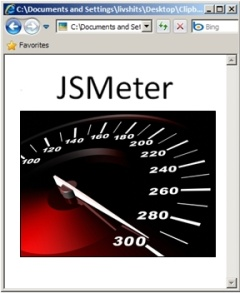 C:\Documents and Settings\livshits\Desktop\Clipb
C:\Documents and Set
Bing
Favorites
JSMeter
100
120
140
160
180
200
220
240
260
280
300